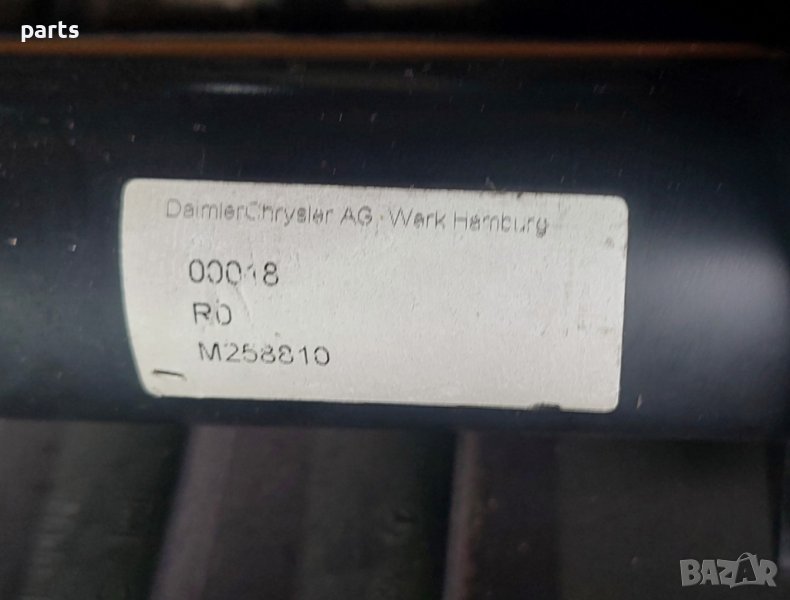 parts
DaimlerChrysler AG, Werk Hamburg
00018
R0
M258810
BAZAR